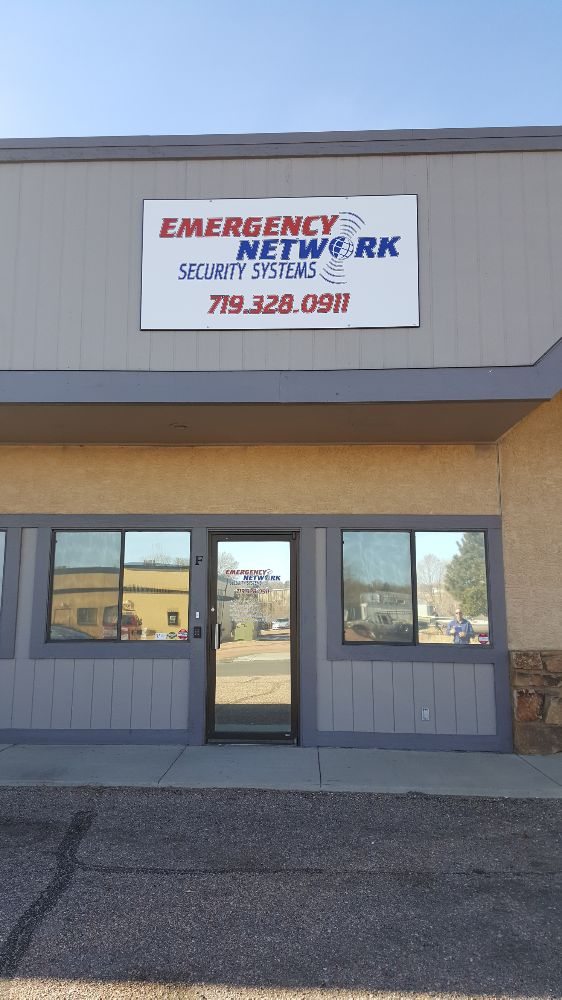 EMERGENCY
NETWORK
SECURITY SYSTEMS
719.328.0911
F
EMERGENCY
NETWORK